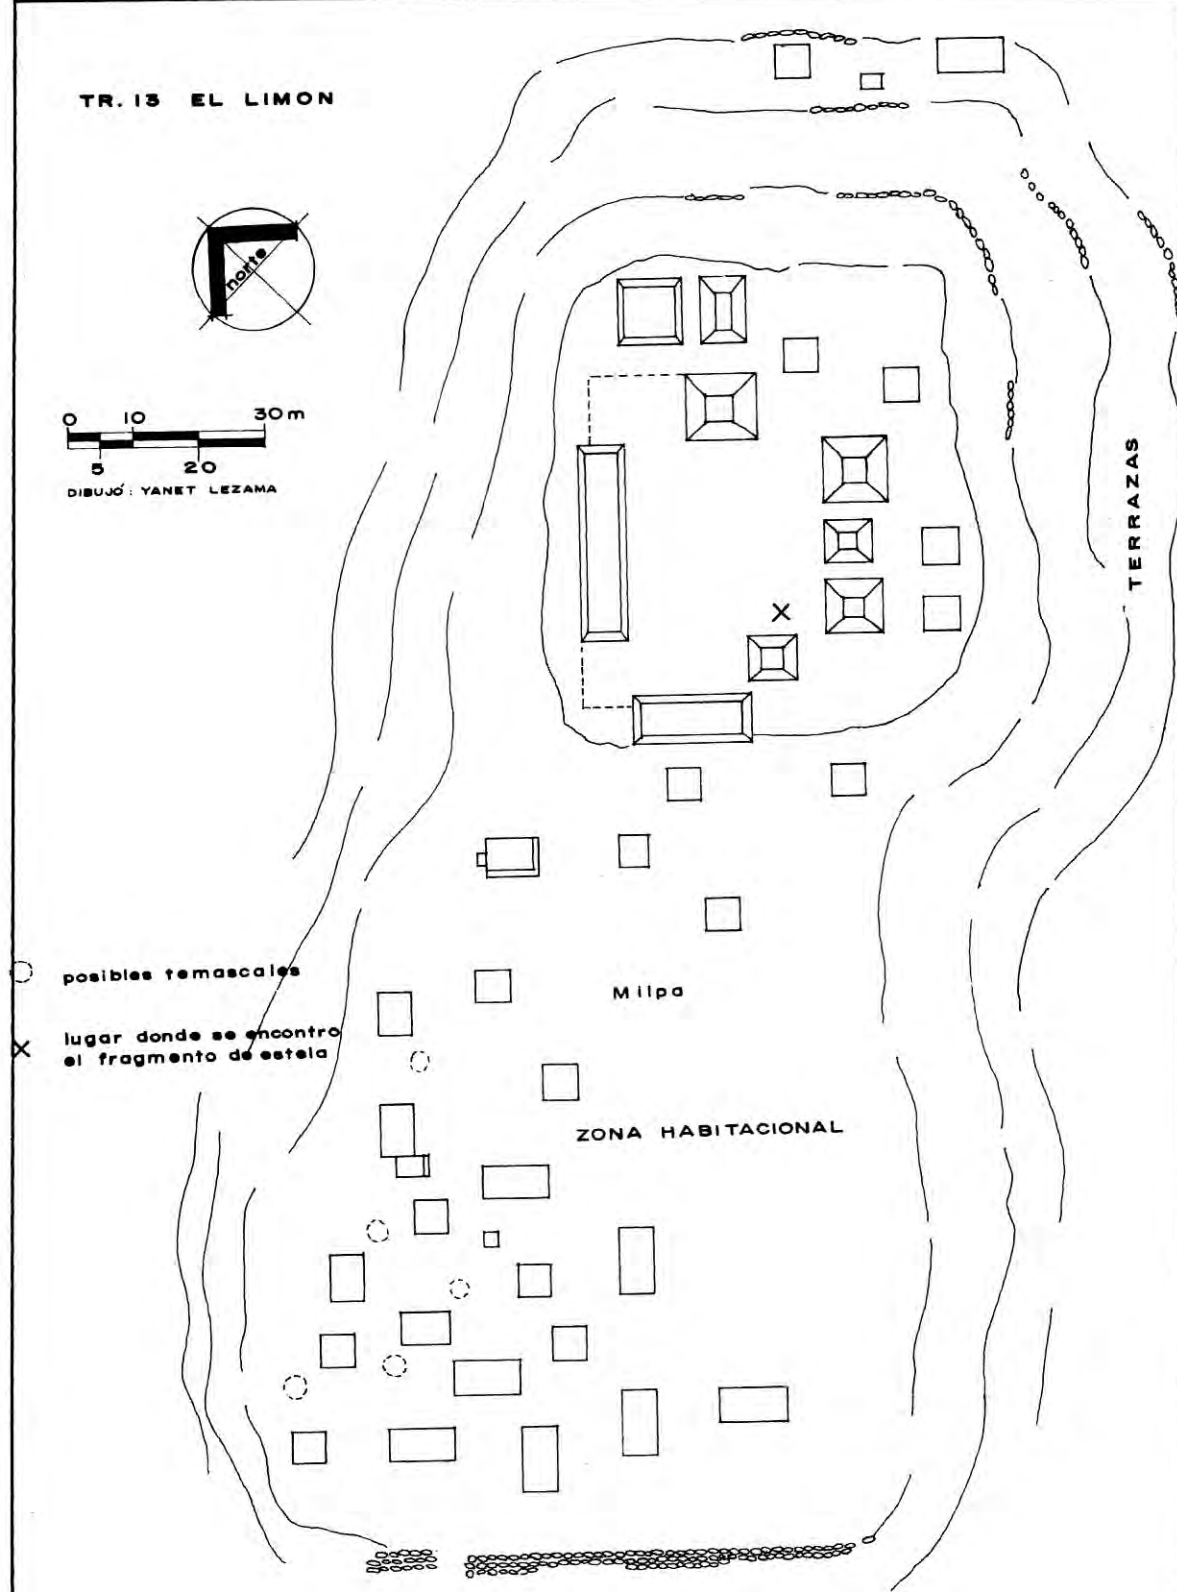 TR. 13 EL LIMON
norte
0 10 30 m
5 20
DIBUJÓ: YANET LEZAMA
TERRAZAS
posibles temascales
Milpa
lugar donde se encontro
el fragmento de estela
ZONA HABITACIONAL